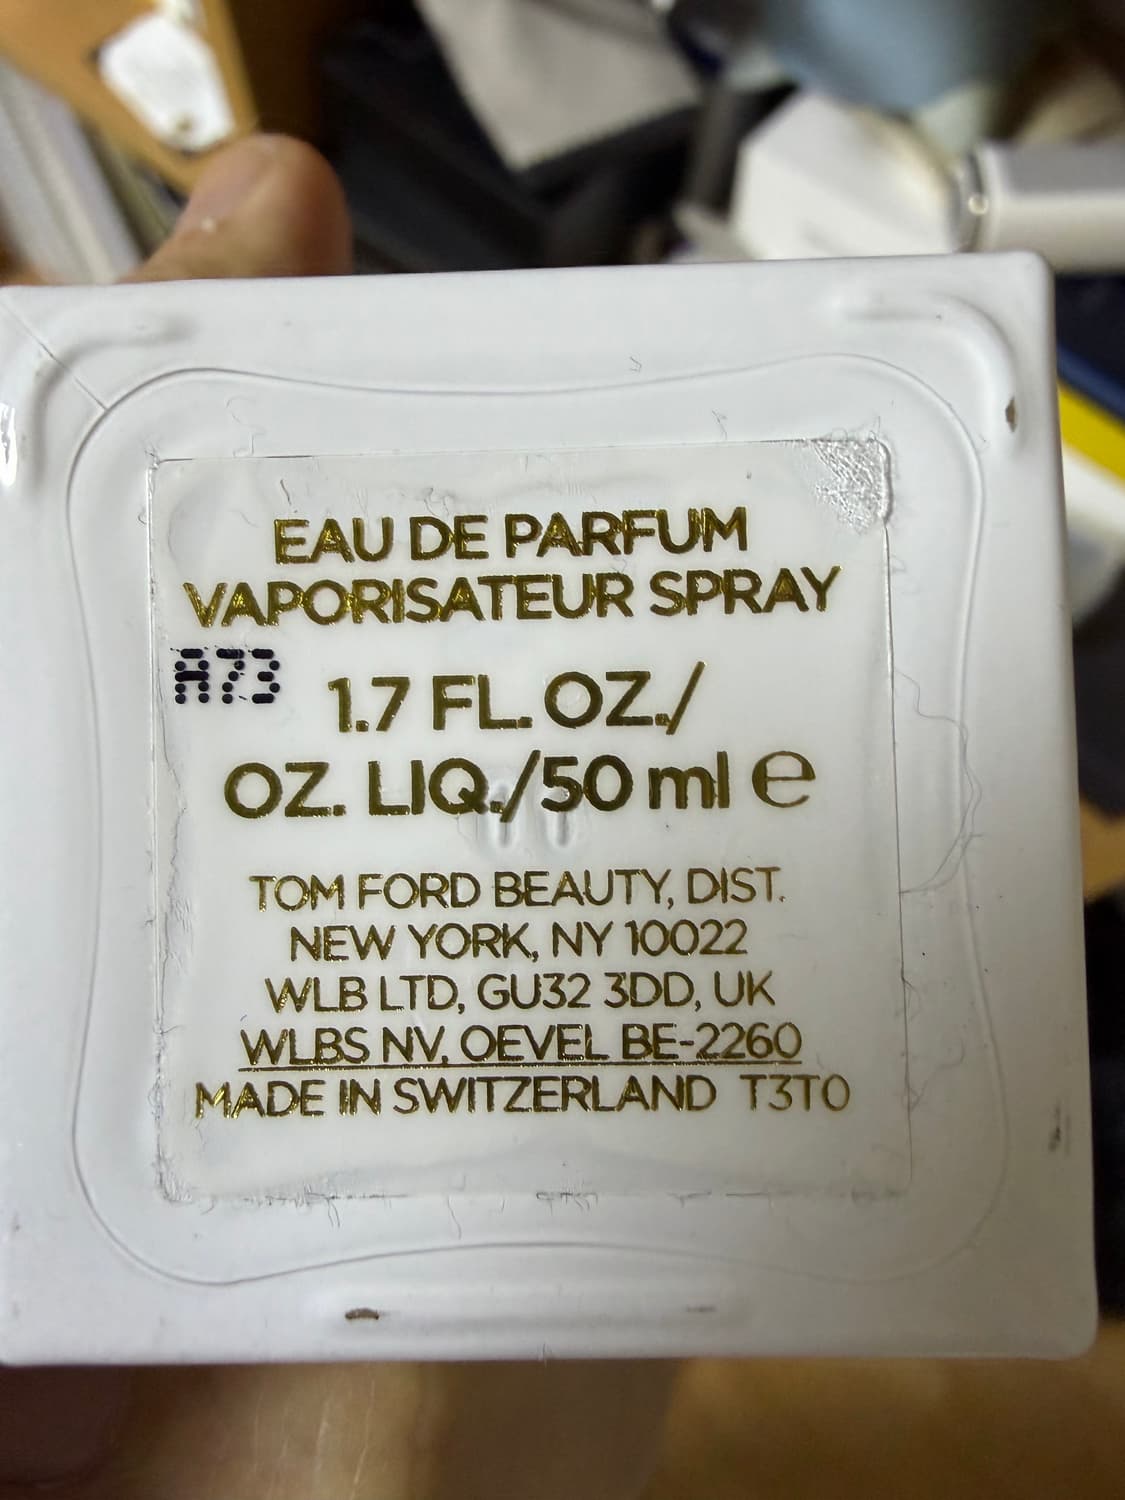 EAU DE PARFUM
VAPORISATEUR SPRAY
A73
1.7 FL. OZ./
OZ. LIQ./50 ml e
TOM FORD BEAUTY, DIST.
NEW YORK, NY 10022
WLB LTD, GU32 3DD, UK
WLBS NV, OEVEL BE-2260
MADE IN SWITZERLAND T3T0